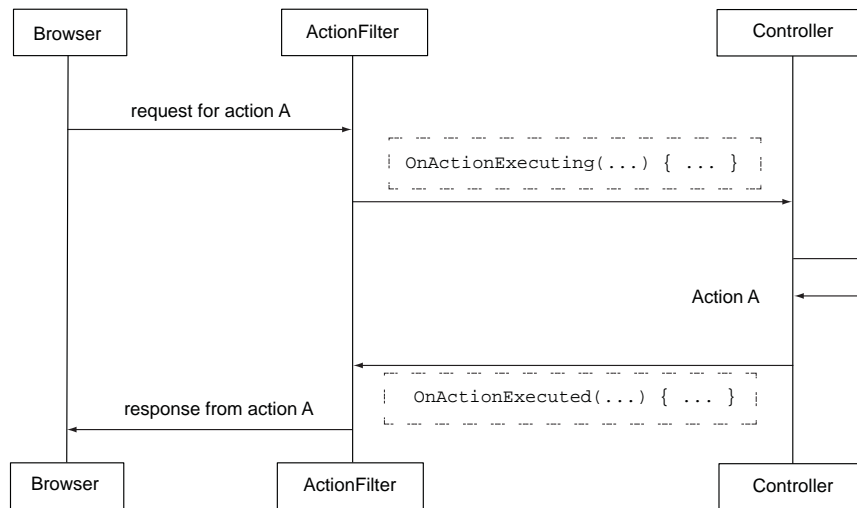 Browser
ActionFilter
Controller
request for action A
OnActionExecuting(...) { ... }
Action A
OnActionExecuted(...) { ... }
response from action A
Browser
ActionFilter
Controller